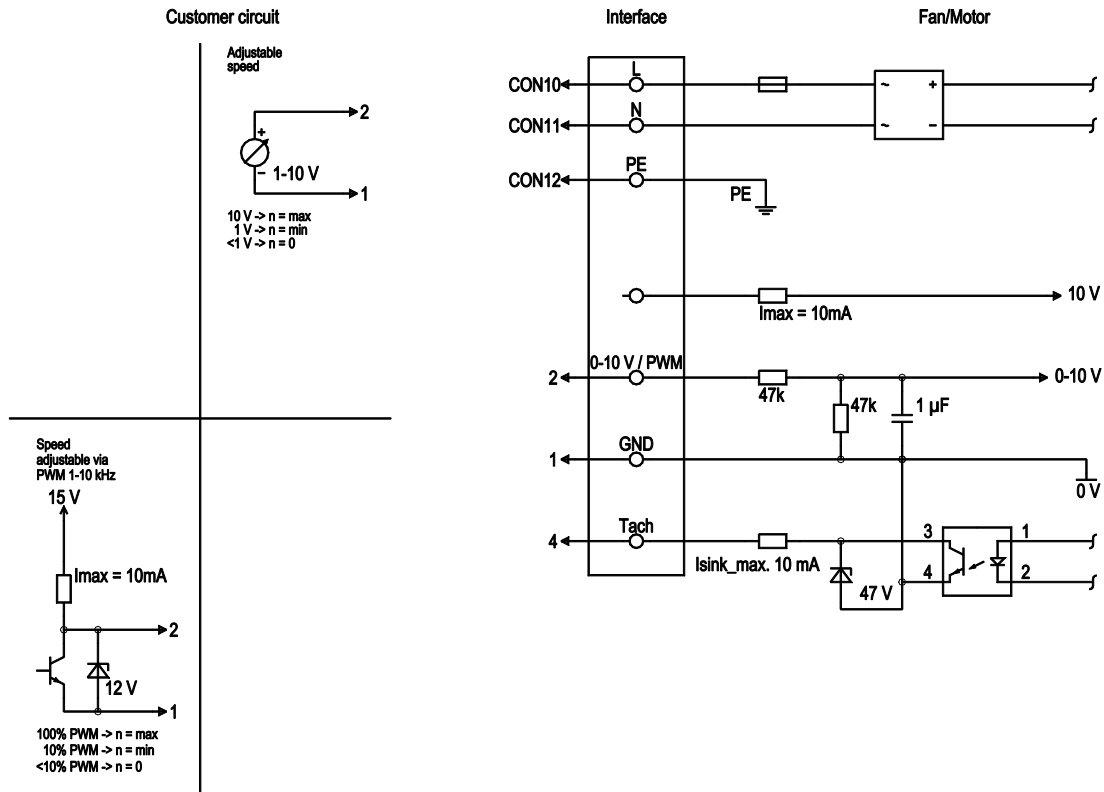 Customer circuit
Interface
Fan/Motor
Adjustable
speed
2
+
–
1-10 V
1
10 V -> n = max
1 V -> n = min
<1 V -> n = 0
L
CON10
~
+
N
CON11
~
–
PE
CON12
PE
10 V
Imax = 10mA
0-10 V / PWM
2
0-10 V
47k
47k
1 µF
GND
1
0 V
Tach
4
3
1
Isink_max. 10 mA
4
2
47 V
Speed
adjustable via
PWM 1-10 kHz
15 V
Imax = 10mA
2
12 V
1
100% PWM -> n = max
10% PWM -> n = min
<10% PWM -> n = 0